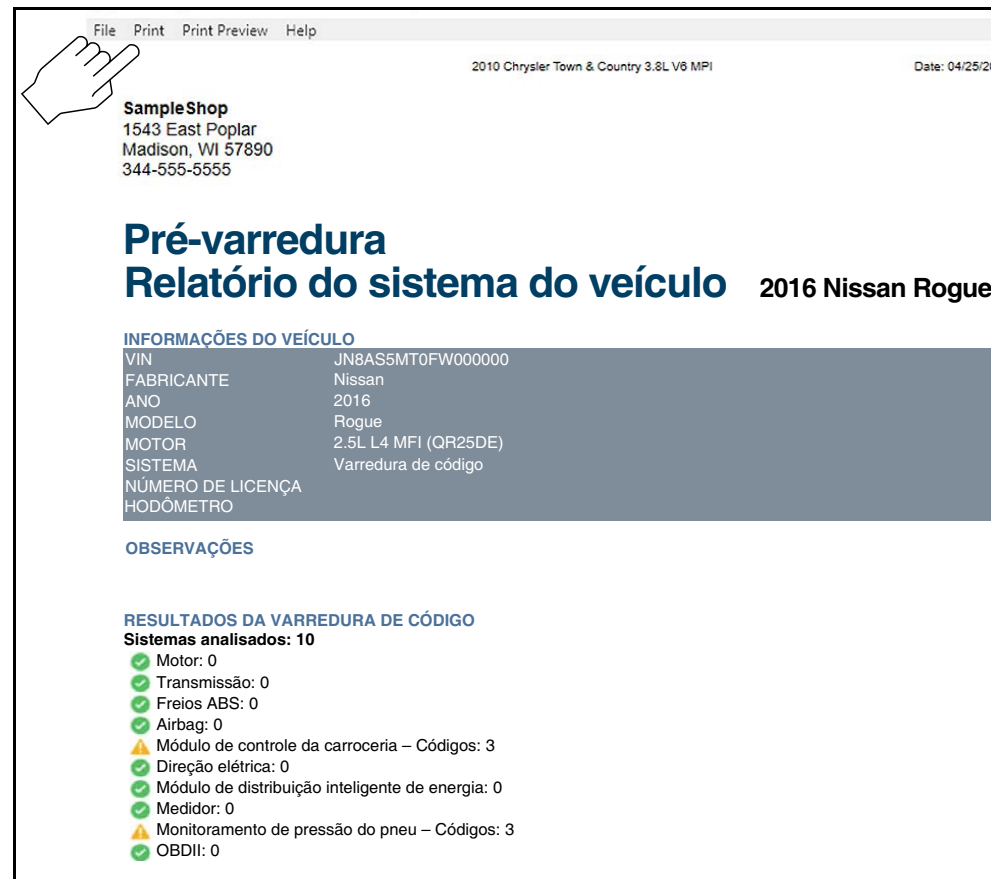 File Print Print Preview Help
2010 Chrysler Town & Country 3.8L V6 MPI Date: 04/25/20
SampleShop
1543 East Poplar
Madison, WI 57890
344-555-5555
Pré-varredura
Relatório do sistema do veículo 2016 Nissan Rogue
INFORMAÇÕES DO VEÍCULO
VIN JN8AS5MT0FW000000
FABRICANTE Nissan
ANO 2016
MODELO Rogue
MOTOR 2.5L L4 MFI (QR25DE)
SISTEMA Varredura de código
NÚMERO DE LICENÇA
HODÔMETRO
OBSERVAÇÕES
RESULTADOS DA VARREDURA DE CÓDIGO
Sistemas analisados: 10
Motor: 0
Transmissão: 0
Freios ABS: 0
Airbag: 0
Módulo de controle da carroceria – Códigos: 3
Direção elétrica: 0
Módulo de distribuição inteligente de energia: 0
Medidor: 0
Monitoramento de pressão do pneu – Códigos: 3
OBDII: 0